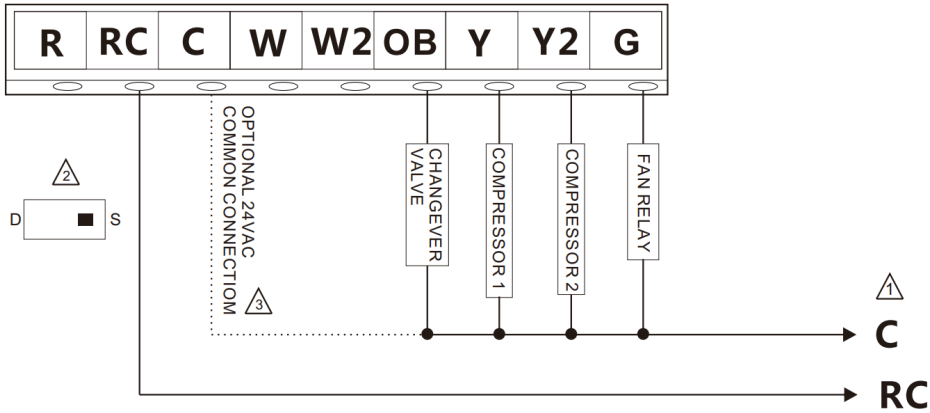 R RC C W W2 OB Y Y2 G
OPTIONAL 24VAC
COMMON CONNECTIOM
3
CHANGEVER
VALVE
COMPRESSOR 1
COMPRESSOR 2
FAN RELAY
2
D S
1
C
RC